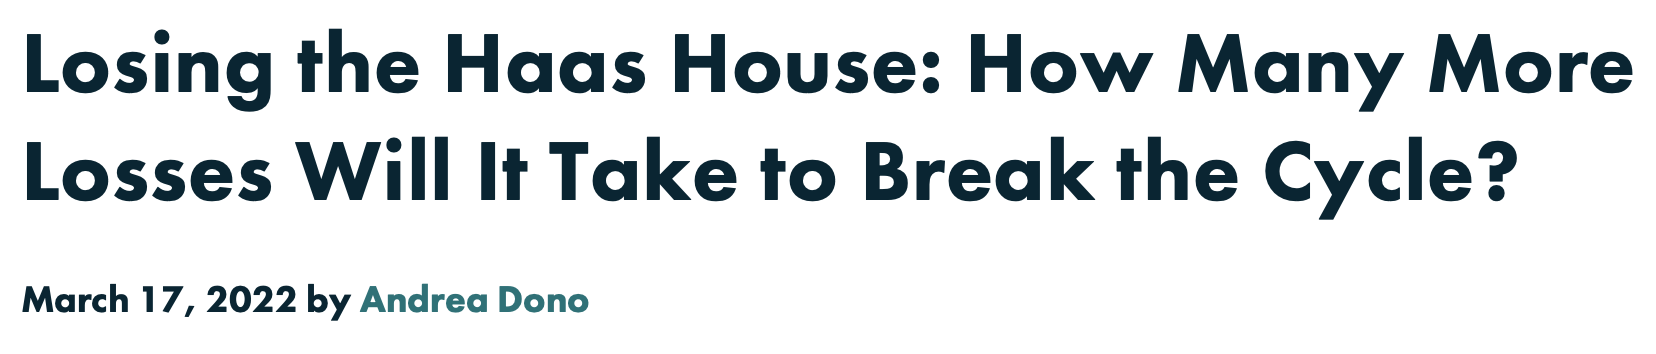 Losing the Haas House: How Many More
Losses Will It Take to Break the Cycle?
March 17, 2022 by Andrea Dono